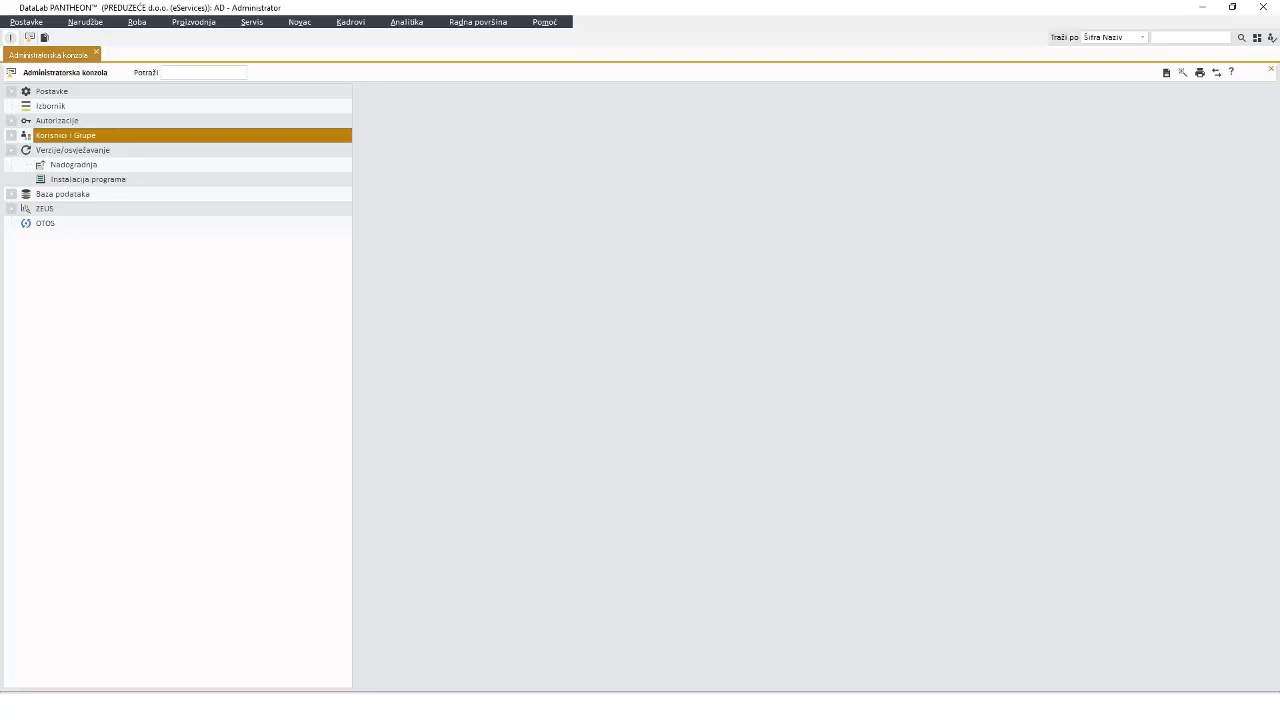 DataLab PANTHEON™ (PREDUZEĆE d.o.o. (eServices)): AD - Administrator
Postavke Narudžbe Roba Proizvodnja Servis Novac Kadrovi Analitika Radna površina Pomoć
Traži po Šifra Naziv
Administratorska konzola
Administratorska konzola Potraži
Postavke
Izbornik
Autorizacije
Korisnici i Grupe
Verzije/osvježavanje
Nadogradnja
Instalacija programa
Baza podataka
ZEUS
OTOS